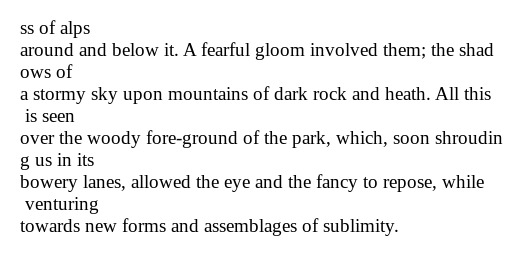 ss of alps
around and below it. A fearful gloom involved them; the shad
ows of
a stormy sky upon mountains of dark rock and heath. All this
is seen
over the woody fore-ground of the park, which, soon shroudin
g us in its
bowery lanes, allowed the eye and the fancy to repose, while
venturing
towards new forms and assemblages of sublimity.